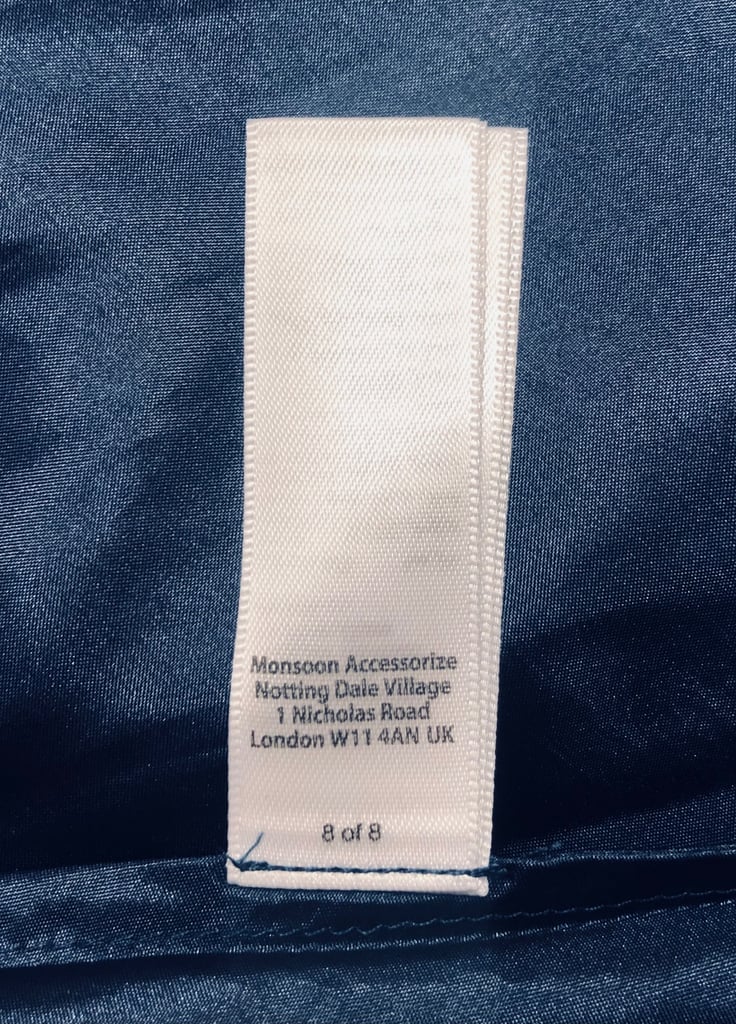 Monsoon Accessorize
Notting Dale Village
1 Nicholas Road
London W11 4AN UK
8 of 8